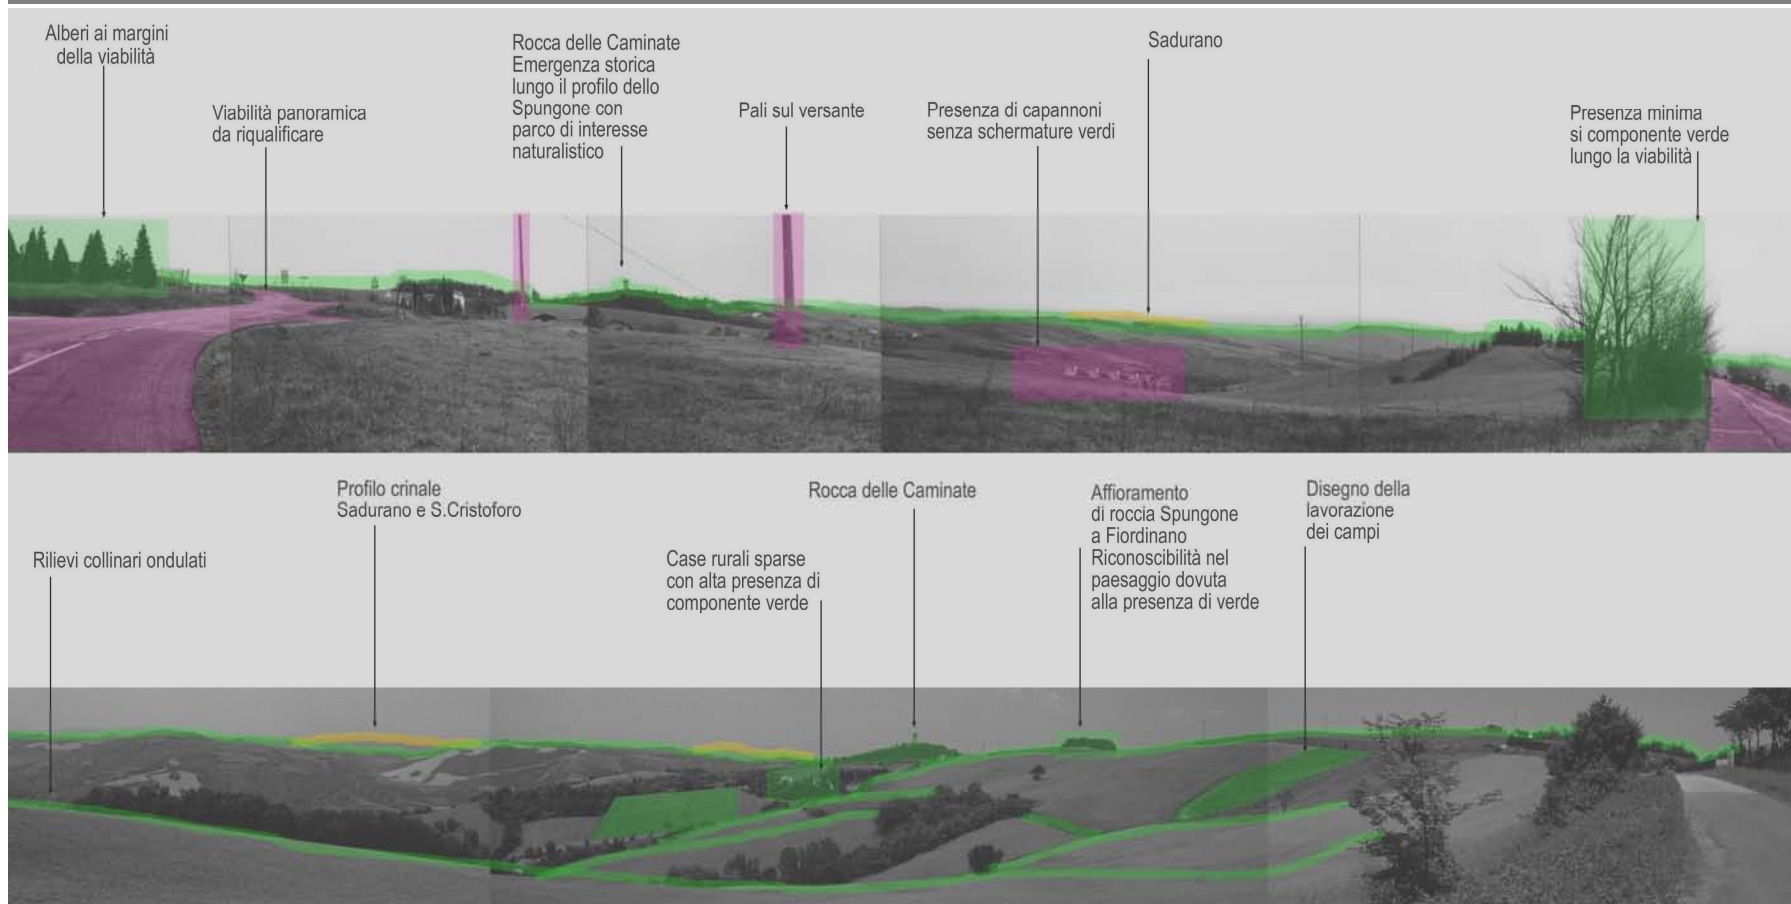 Alberi ai margini
della viabilità
Viabilità panoramica
da riqualificare
Rocca delle Caminate
Emergenza storica
lungo il profilo dello
Spungone con
parco di interesse
naturalistico
Pali sul versante
Presenza di capannoni
senza schermature verdi
Sadurano
Presenza minima
si componente verde
lungo la viabilità
Rilievi collinari ondulati
Profilo crinale
Sadurano e S.Cristoforo
Case rurali sparse
con alta presenza di
componente verde
Rocca delle Caminate
Affioramento
di roccia Spungone
a Fiordinano
Riconoscibilità nel
paesaggio dovuta
alla presenza di verde
Disegno della
lavorazione
dei campi